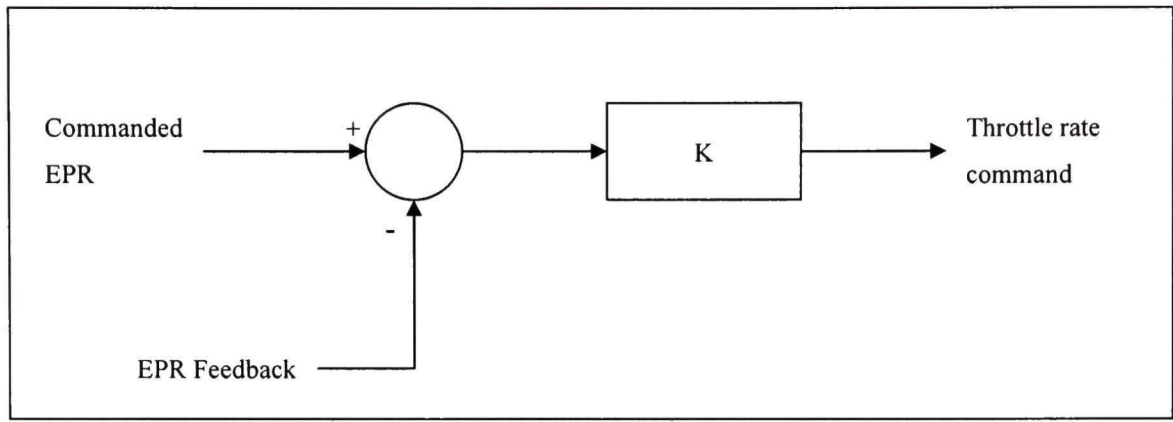 Commanded
EPR
+
-
K
Throttle rate
command
EPR Feedback